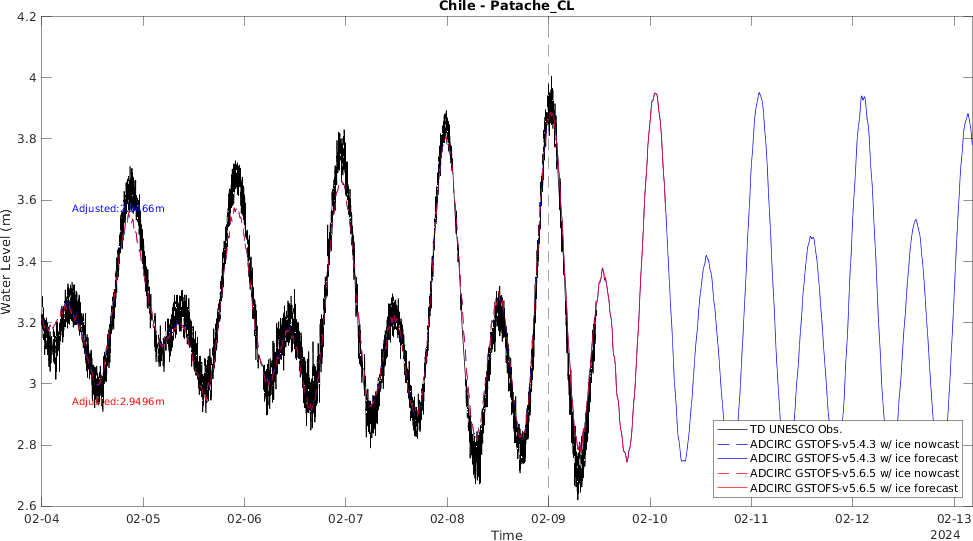 Chile - Patache_CL
4.2
4
3.8
3.6
3.4
3.2
3
2.8
2.6
Water Level (m)
Adjusted:
Adjusted:2.9496m
TD UNESCO Obs.
ADCIRC GSTOFS-v5.4.3 w/ ice nowcast
ADCIRC GSTOFS-v5.4.3 w/ ice forecast
ADCIRC GSTOFS-v5.6.5 w/ ice nowcast
ADCIRC GSTOFS-v5.6.5 w/ ice forecast
02-04 02-05 02-06 02-07 02-08 02-09 02-10 02-11 02-12 02-13
Time
2024